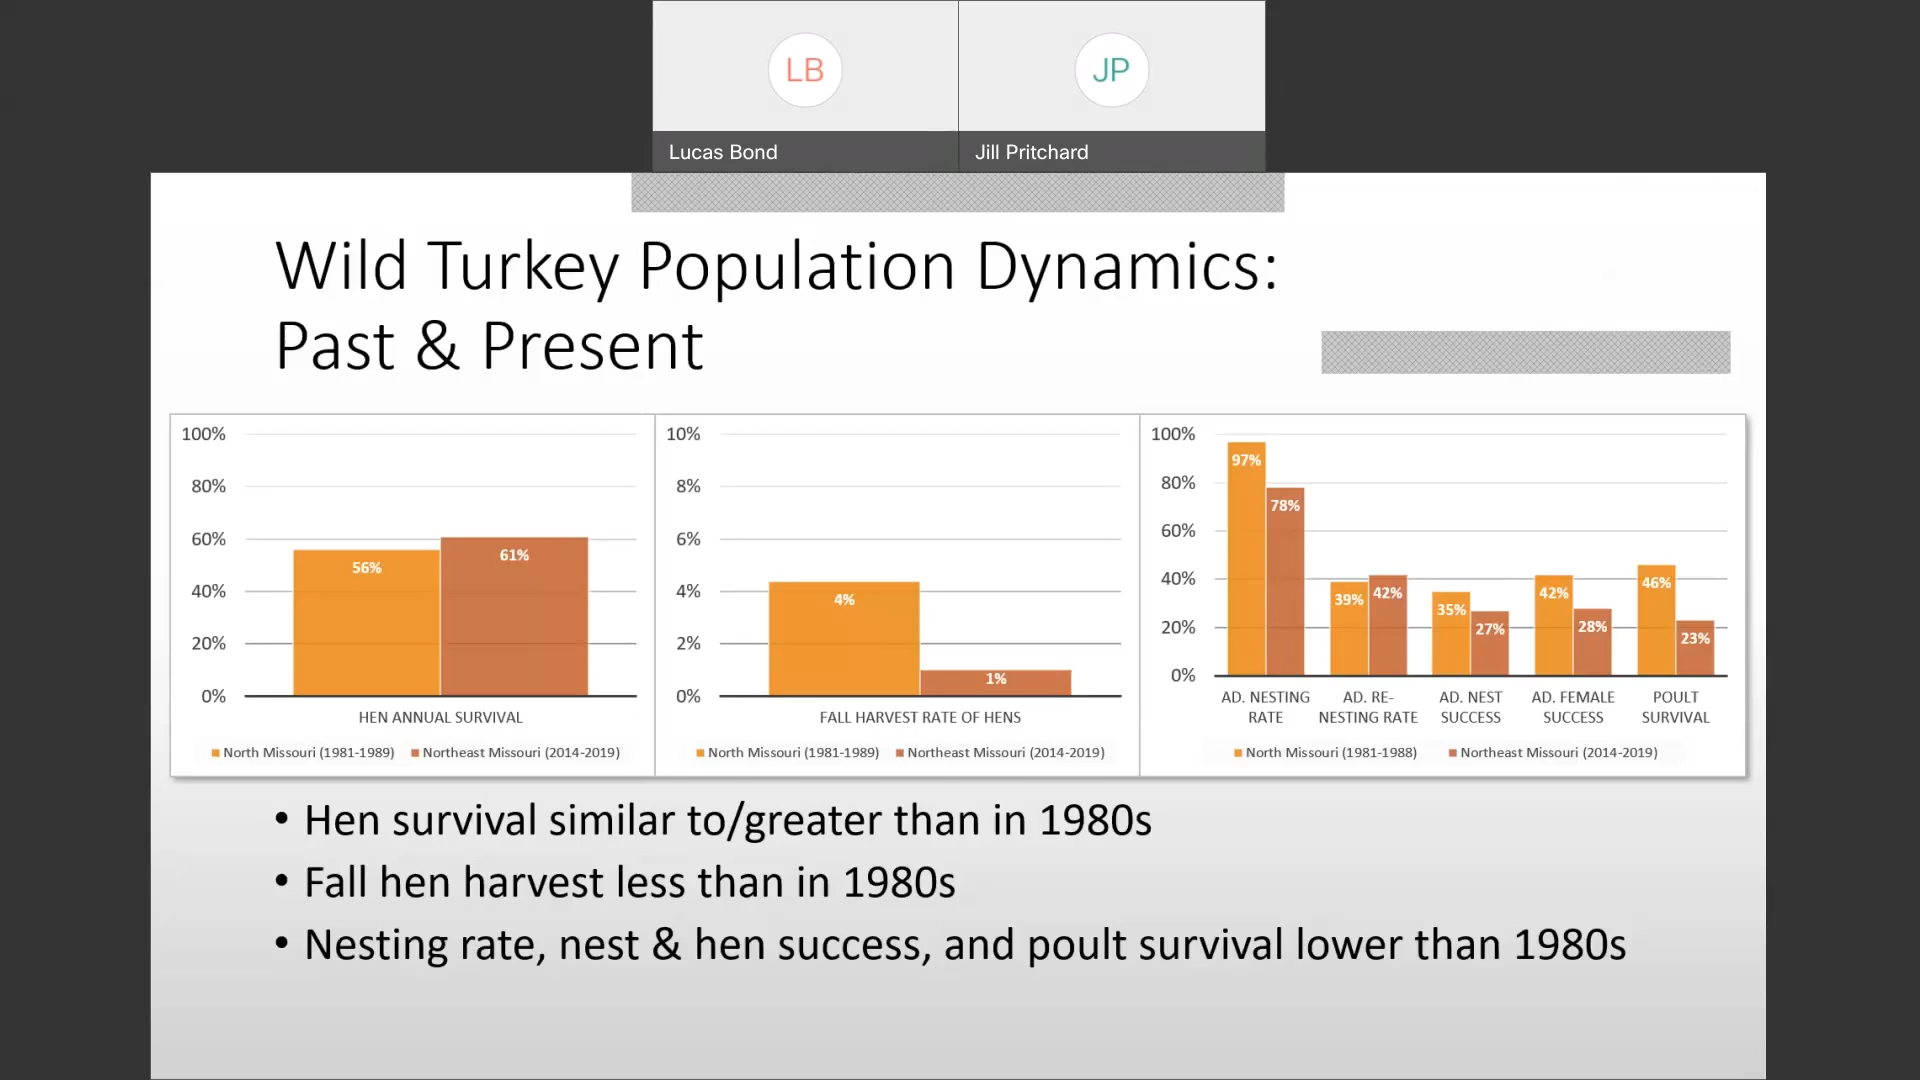 LB
JP
Lucas Bond
Jill Pritchard
Wild Turkey Population Dynamics:
Past & Present
100%
80%
60%
40%
20%
0%
56%
61%
HEN ANNUAL SURVIVAL
North Missouri (1981-1989) Northeast Missouri (2014-2019)
10%
8%
6%
4%
2%
0%
4%
1%
FALL HARVEST RATE OF HENS
North Missouri (1981-1989) Northeast Missouri (2014-2019)
100%
80%
60%
40%
20%
0%
97%
78%
39%
42%
35%
27%
42%
28%
46%
23%
AD. NESTING
RATE
AD. RE-
NESTING RATE
AD. NEST
SUCCESS
AD. FEMALE
SUCCESS
POULT
SURVIVAL
North Missouri (1981-1988) Northeast Missouri (2014-2019)
• Hen survival similar to/greater than in 1980s
• Fall hen harvest less than in 1980s
• Nesting rate, nest & hen success, and poult survival lower than 1980s